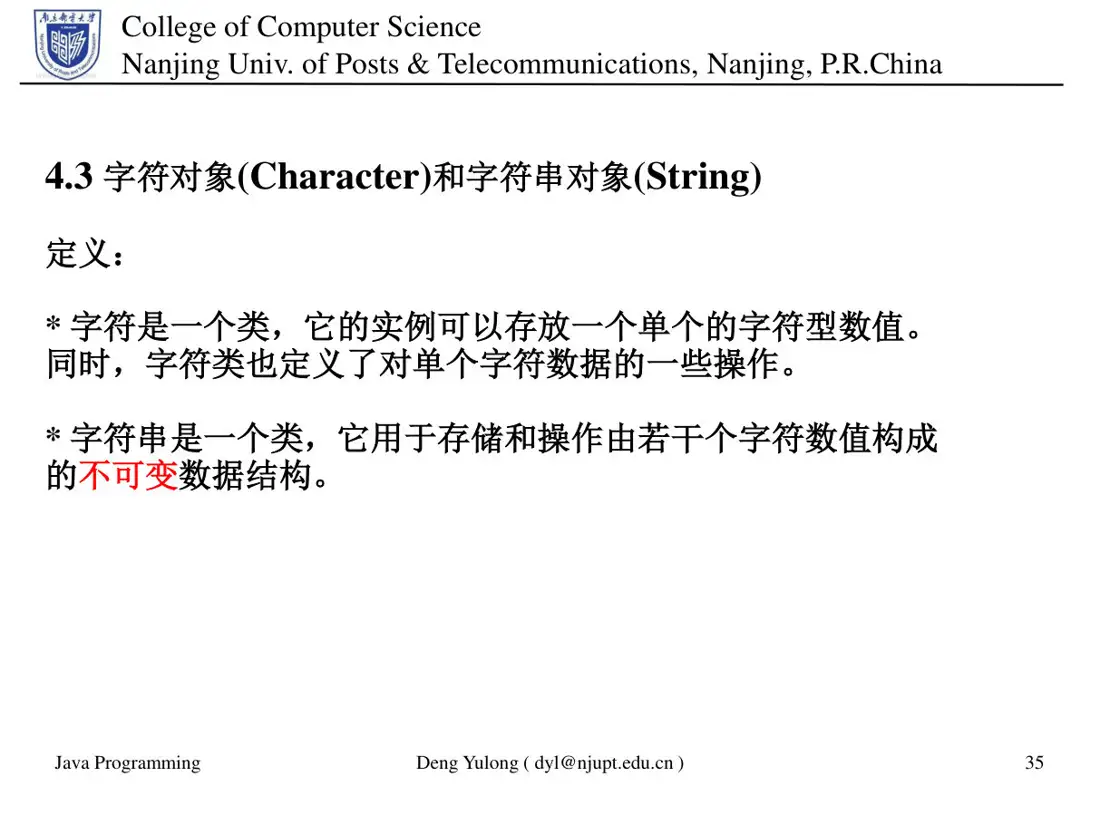 College of Computer Science
Nanjing Univ. of Posts & Telecommunications, Nanjing, P.R.China
4.3 字符对象(Character)和字符串对象(String)
定义：
* 字符是一个类，它的实例可以存放一个单个的字符型数值。
同时，字符类也定义了对单个字符数据的一些操作。
* 字符串是一个类，它用于存储和操作由若干个字符数值构成
的不可变数据结构。
Java Programming
Deng Yulong ( dyl@njupt.edu.cn )
35